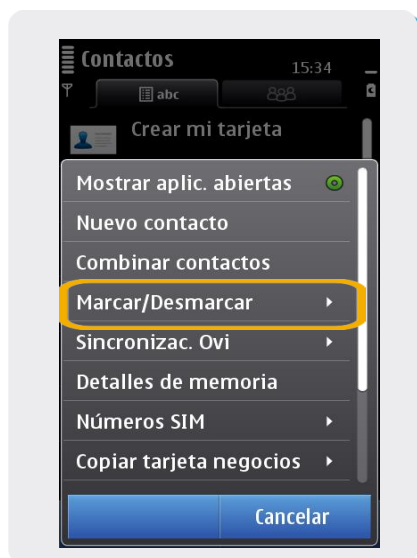 Contactos
15:34
abc
Crear mi tarjeta
Mostrar aplic. abiertas
Nuevo contacto
Combinar contactos
Marcar/Desmarcar
Sincronizac. Ovi
Detalles de memoria
Números SIM
Copiar tarjeta negocios
Cancelar